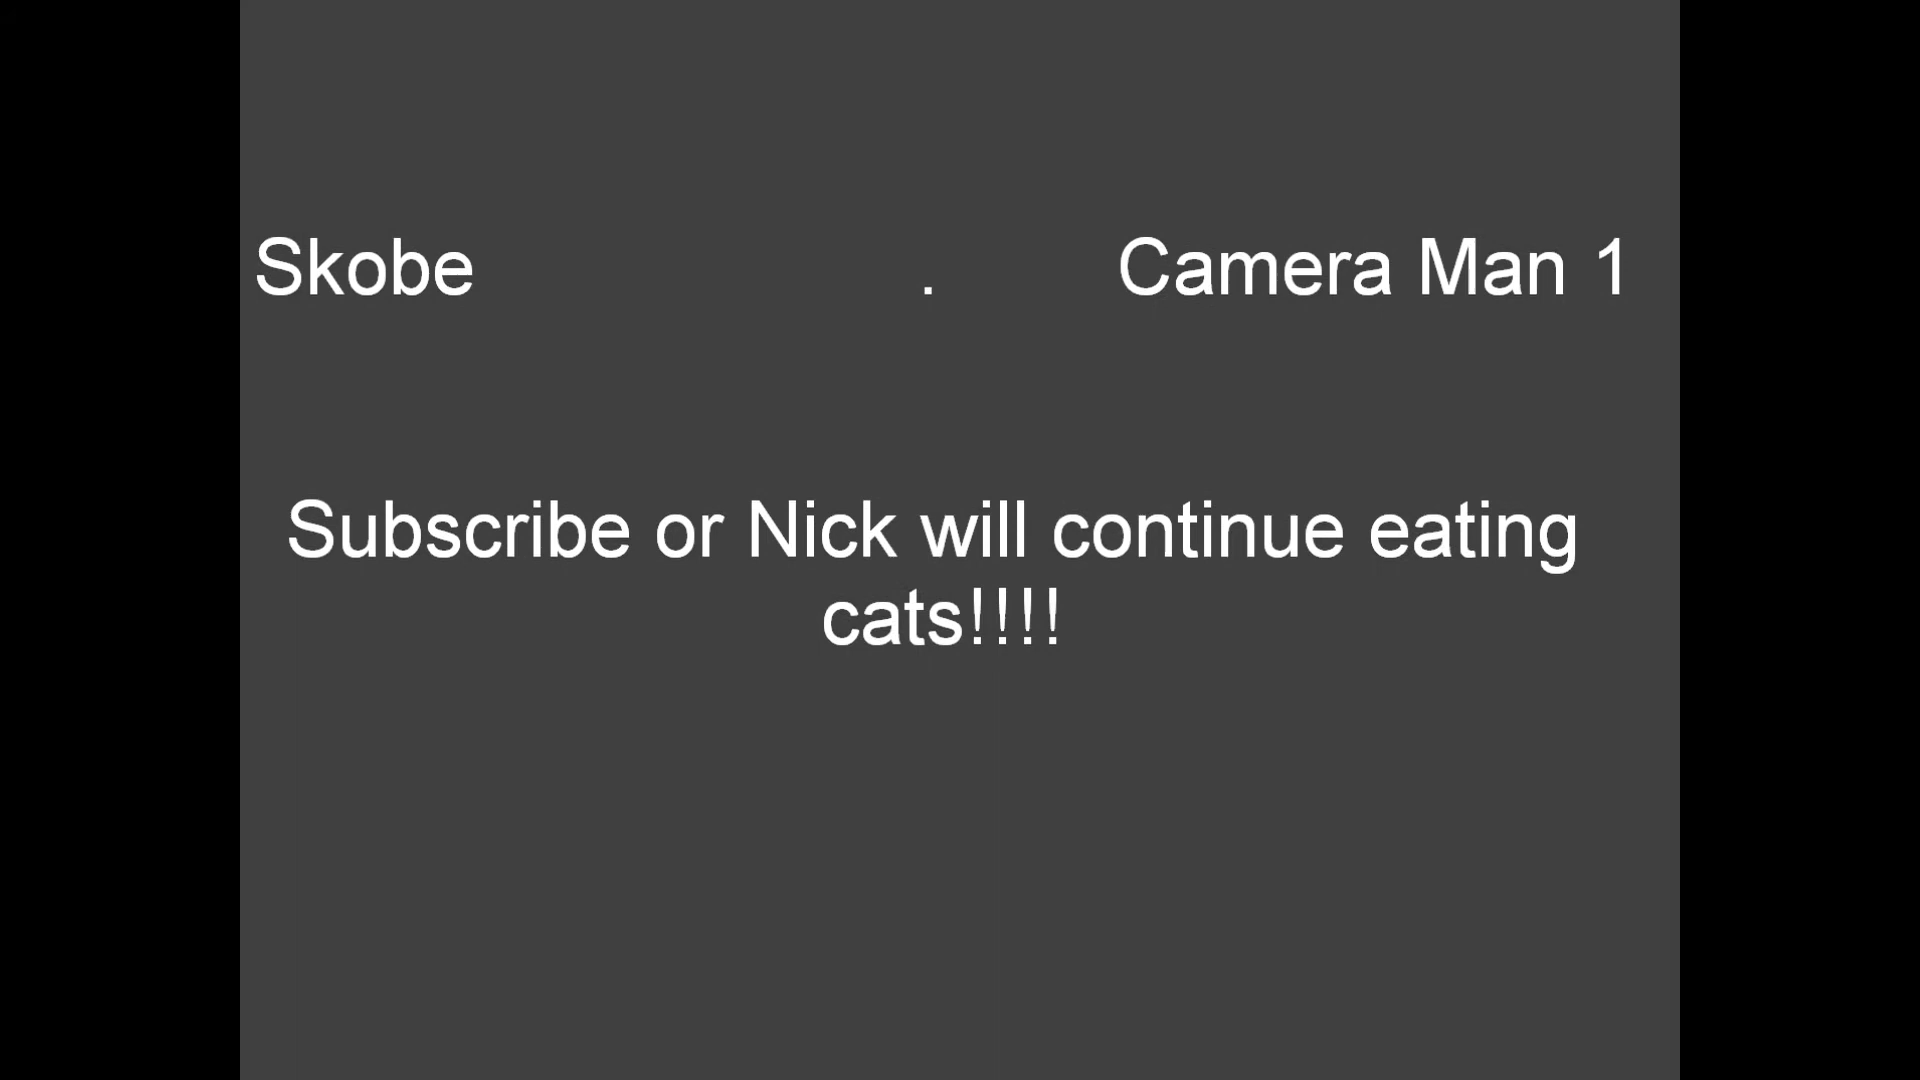 Skobe . Camera Man 1
Subscribe or Nick will continue eating
cats!!!!